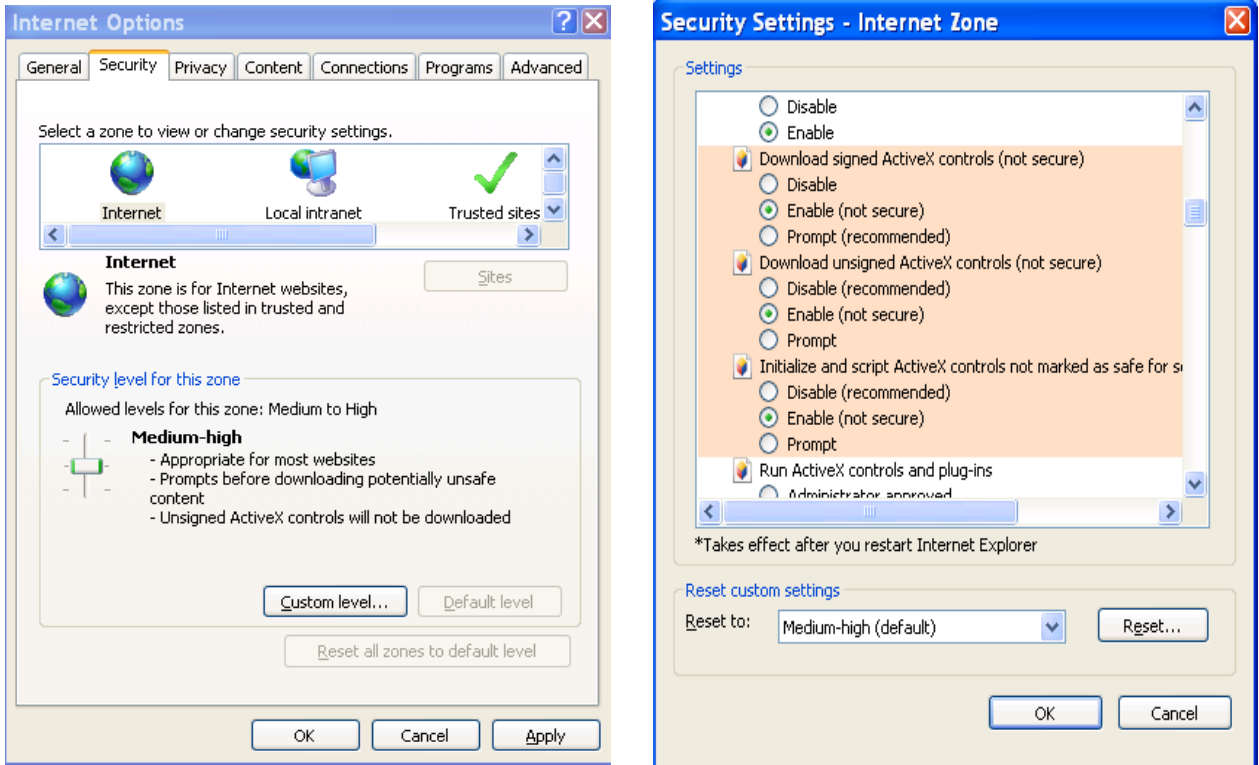 Internet Options
General Security Privacy Content Connections Programs Advanced
Select a zone to view or change security settings.
Internet Local intranet Trusted sites
Internet
This zone is for Internet websites,
except those listed in trusted and
restricted zones.
Sites
Security level for this zone
Allowed levels for this zone: Medium to High
Medium-high
- Appropriate for most websites
- Prompts before downloading potentially unsafe
content
- Unsigned ActiveX controls will not be downloaded
Custom level... Default level
Reset all zones to default level
OK Cancel Apply
Security Settings - Internet Zone
Settings
Disable
Enable
Download signed ActiveX controls (not secure)
Disable
Enable (not secure)
Prompt (recommended)
Download unsigned ActiveX controls (not secure)
Disable (recommended)
Enable (not secure)
Prompt
Initialize and script ActiveX controls not marked as safe for
Disable (recommended)
Enable (not secure)
Prompt
Run ActiveX controls and plug-ins
Administrator approved
*Takes effect after you restart Internet Explorer
Reset custom settings
Reset to: Medium-high (default) Reset...
OK Cancel